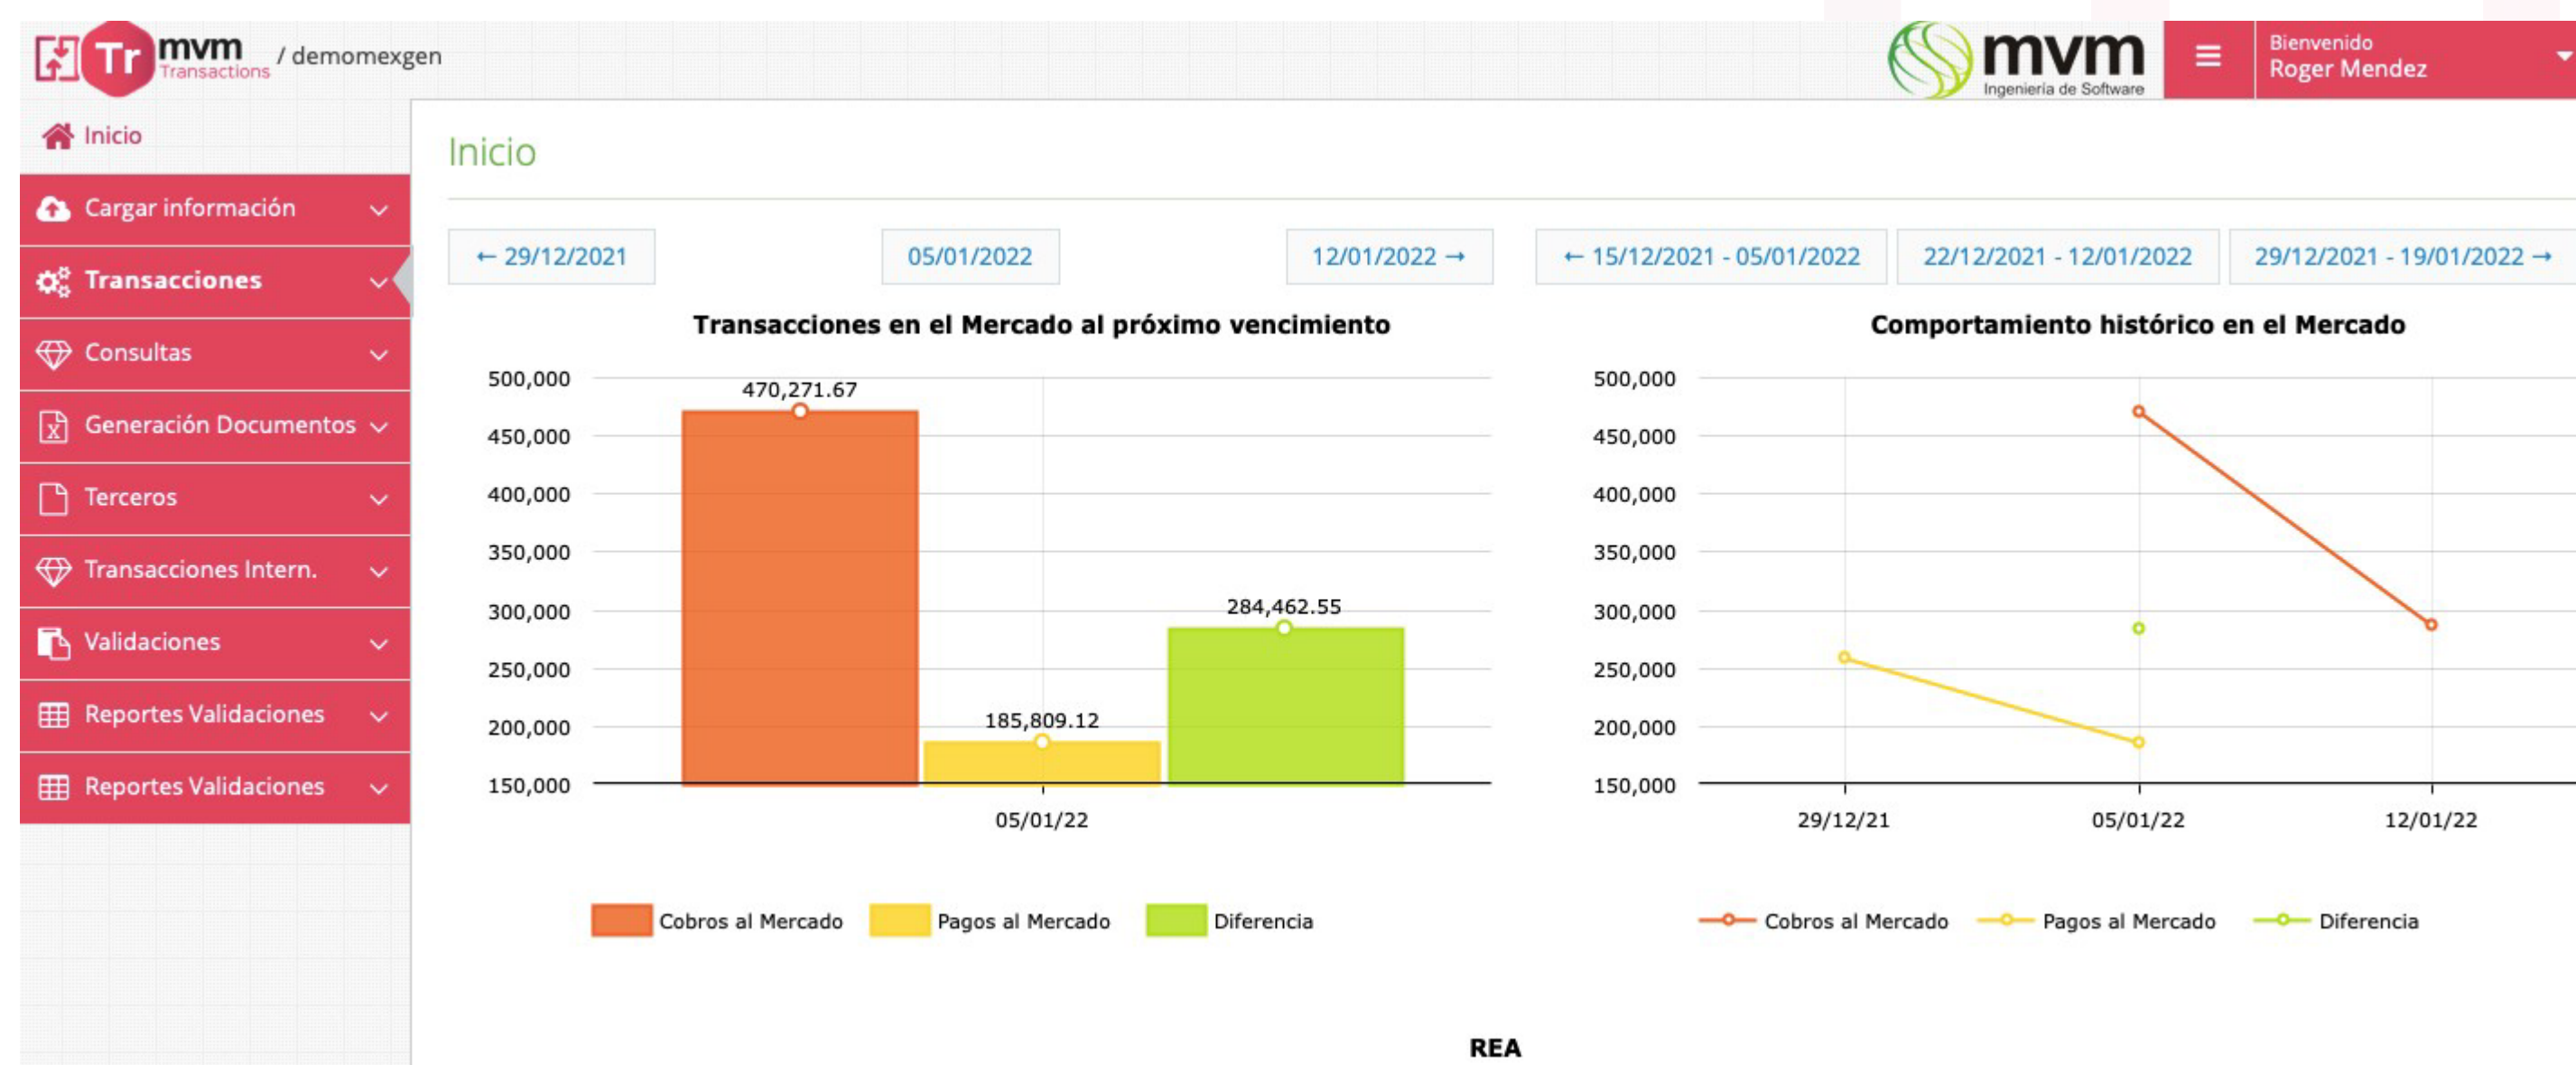 Tr mvm Transactions / demomexgen
mvm
Ingeniería de Software
Bienvenido
Roger Mendez
Inicio
Cargar información
Transacciones
Consultas
Generación Documentos
Terceros
Transacciones Intern.
Validaciones
Reportes Validaciones
Reportes Validaciones
Inicio
← 29/12/2021
05/01/2022
12/01/2022 →
← 15/12/2021 - 05/01/2022
22/12/2021 - 12/01/2022
29/12/2021 - 19/01/2022 →
Transacciones en el Mercado al próximo vencimiento
500,000
450,000
400,000
350,000
300,000
250,000
200,000
150,000
470,271.67
185,809.12
284,462.55
05/01/22
Cobros al Mercado Pagos al Mercado Diferencia
Comportamiento histórico en el Mercado
500,000
450,000
400,000
350,000
300,000
250,000
200,000
150,000
29/12/21 05/01/22 12/01/22
Cobros al Mercado Pagos al Mercado Diferencia
REA